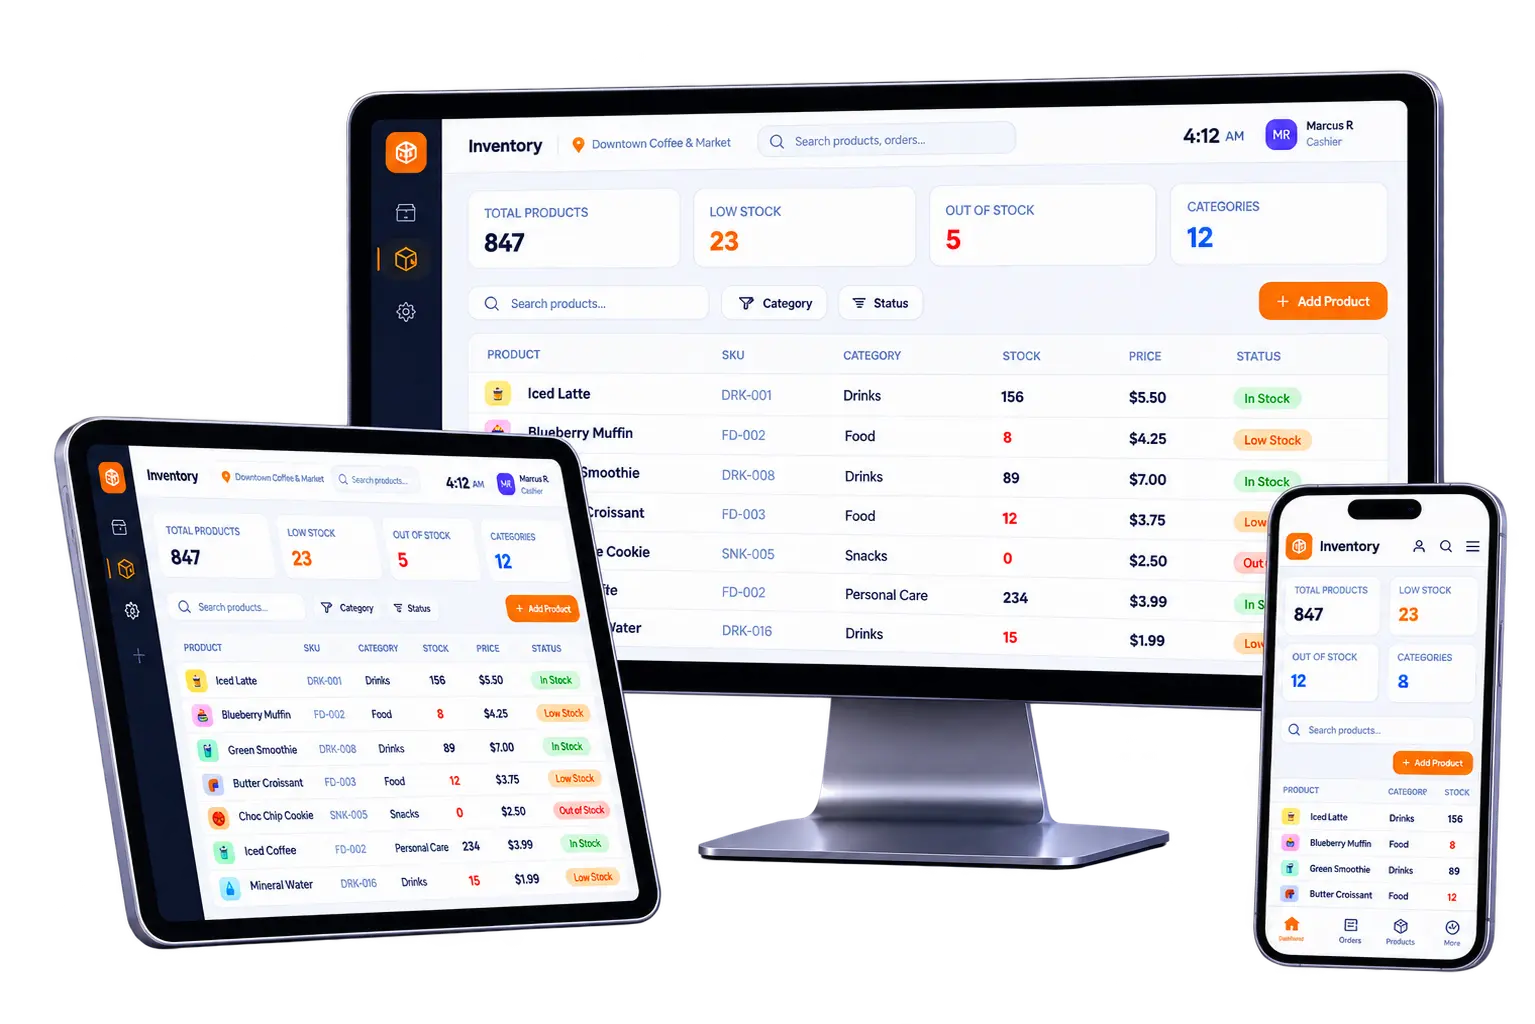 Inventory
Downtown Coffee & Market
Search products, orders...
4:12 AM
MR
Marcus R
Cashier
TOTAL PRODUCTS
847
LOW STOCK
23
OUT OF STOCK
5
CATEGORIES
12
Search products...
Category
Status
+ Add Product
PRODUCT SKU CATEGORY STOCK PRICE STATUS
Iced Latte DRK-001 Drinks 156 $5.50 In Stock
Blueberry Muffin FD-002 Food 8 $4.25 Low Stock
Smoothie DRK-008 Drinks 89 $7.00 In Stock
Croissant FD-003 Food 12 $3.75 Low
Cookie SNK-005 Snacks 0 $2.50 Out
FD-002 Personal Care 234 $3.99 In S
Water DRK-016 Drinks 15 $1.99 Low
Inventory
Downtown Coffee & Market
Search products...
4:12 AM
MR
Marcus R.
Cashier
TOTAL PRODUCTS
847
LOW STOCK
23
OUT OF STOCK
5
CATEGORIES
12
Search products...
Category
Status
+ Add Product
PRODUCT SKU CATEGORY STOCK PRICE STATUS
Iced Latte DRK-001 Drinks 156 $5.50 In Stock
Blueberry Muffin FD-002 Food 8 $4.25 Low Stock
Green Smoothie DRK-008 Drinks 89 $7.00 In Stock
Butter Croissant FD-003 Food 12 $3.75 Low Stock
Choc Chip Cookie SNK-005 Snacks 0 $2.50 Out of Stock
Iced Coffee FD-002 Personal Care 234 $3.99 In Stock
Mineral Water DRK-016 Drinks 15 $1.99 Low Stock
Inventory
TOTAL PRODUCTS
847
LOW STOCK
23
OUT OF STOCK
12
CATEGORIES
8
Search products...
+ Add Product
PRODUCT CATEGORY STOCK
Iced Latte Drinks 156
Blueberry Muffin Food 8
Green Smoothie Drinks 89
Butter Croissant Food 12
Orders
Products
More